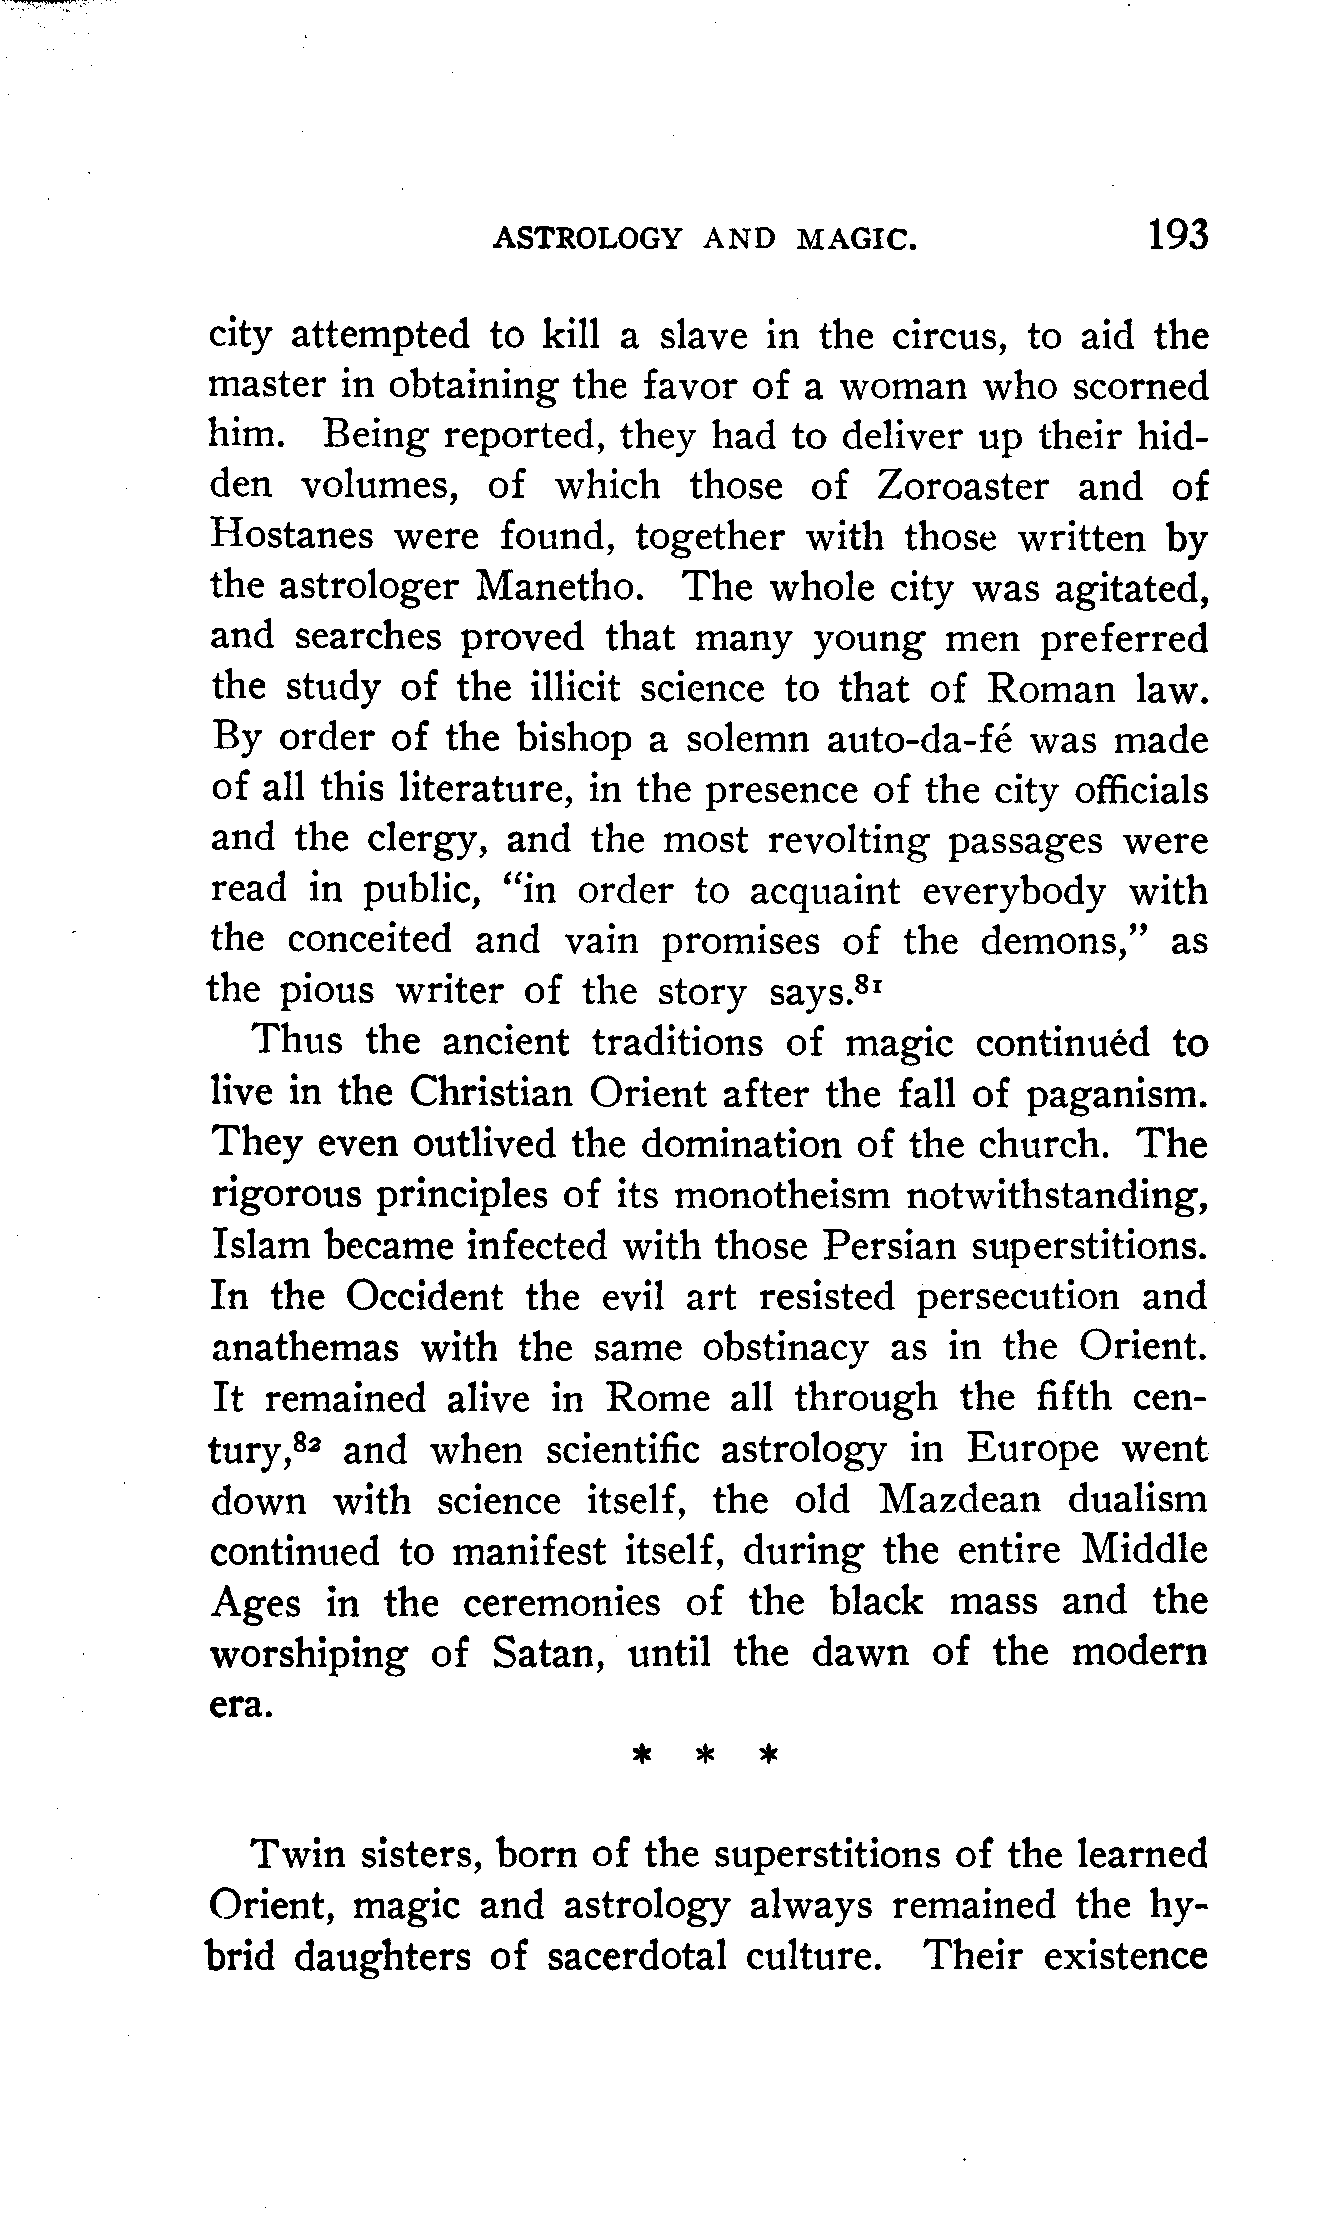 ASTROLOGY AND MAGIC. 193
city attempted to kill a slave in the circus, to aid the
master in obtaining the favor of a woman who scorned
him. Being reported, they had to deliver up their hid-
den volumes, of which those of Zoroaster and of
Hostanes were found, together with those written by
the astrologer Manetho. The whole city was agitated,
and searches proved that many young men preferred
the study of the illicit science to that of Roman law.
By order of the bishop a solemn auto-da-fé was made
of all this literature, in the presence of the city officials
and the clergy, and the most revolting passages were
read in public, “in order to acquaint everybody with
the conceited and vain promises of the demons,” as
the pious writer of the story says.⁸¹
Thus the ancient traditions of magic continued to
live in the Christian Orient after the fall of paganism.
They even outlived the domination of the church. The
rigorous principles of its monotheism notwithstanding,
Islam became infected with those Persian superstitions.
In the Occident the evil art resisted persecution and
anathemas with the same obstinacy as in the Orient.
It remained alive in Rome all through the fifth cen-
tury,⁸² and when scientific astrology in Europe went
down with science itself, the old Mazdean dualism
continued to manifest itself, during the entire Middle
Ages in the ceremonies of the black mass and the
worshiping of Satan, until the dawn of the modern
era.
* * *
Twin sisters, born of the superstitions of the learned
Orient, magic and astrology always remained the hy-
brid daughters of sacerdotal culture. Their existence